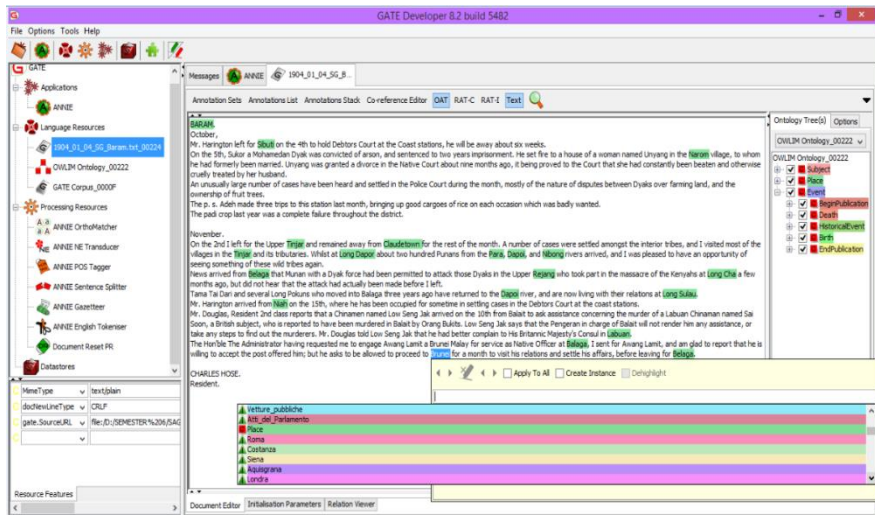 GATE Developer 8.2 build 5482
File Options Tools Help
GATE
Applications
ANNIE
Language Resources
1904_01_04_SG_Baram.txt_00224
OWLIM Ontology_00222
GATE Corpus_0000F
Processing Resources
ANNIE OrthoMatcher
ANNIE NE Transducer
ANNIE POS Tagger
ANNIE Sentence Splitter
ANNIE Gazetteer
ANNIE English Tokeniser
Document Reset PR
Datastores
MimeType text/plain
docNewLineType CRLF
gate.SourceURL file:/D:/SEMESTER%206/SAG
Resource Features
Messages ANNIE 1904_01_04_SG_B...
Annotation Sets Annotations List Annotations Stack Co-reference Editor OAT RAT-C RAT-I Text
BARAM.
October,
Mr. Harington left for Sibuti on the 4th to hold Debtors Court at the Coast stations, he will be away about six weeks.
On the 5th, Sukor a Mohamedan Dyak was convicted of arson, and sentenced to two years imprisonment. He set fire to a house of a woman named Unyang in the Narom village, to whom
he had formerly been married. Unyang was granted a divorce in the Native Court about nine months ago, it being proved to the Court that she had constantly been beaten and otherwise
cruelly treated by her husband.
An unusually large number of cases have been heard and settled in the Police Court during the month, mostly of the nature of disputes between Dyaks over farming land, and the
ownership of fruit trees.
The p. s. Adeh made three trips to this station last month, bringing up good cargoes of rice on each occasion which was badly wanted.
The padi crop last year was a complete failure throughout the district.
November.
On the 2nd I left for the Upper Tinjar and remained away from Claudetown for the rest of the month. A number of cases were settled amongst the interior tribes, and I visited most of the
villages in the Tinjar and its tributaries. Whilst at Long Dapor about two hundred Punans from the Para, Dapoi, and Nibong rivers arrived, and I was pleased to have an opportunity of
seeing something of these wild tribes again.
News arrived from Belaga that Munan with a Dyak force had been permitted to attack those Dyaks in the Upper Rejang who took part in the massacre of the Kenyahs at Long Cha a few
months ago, but did not hear that the attack had actually been made before I left.
Tama Tai Dari and several Long Pokuns who moved into Balaga three years ago have returned to the Dapoi river, and are now living with their relations at Long Sulau.
Mr. Harington arrived from Niah on the 15th, where he has been occupied for sometime in settling cases in the Debtors Court at the coast stations.
Mr. Douglas, Resident 2nd class reports that a Chinamen named Low Seng Jak arrived on the 10th from Balait to ask assistance concerning the murder of a Labuan Chinaman named Sai
Soon, a British subject, who is reported to have been murdered in Balait by Orang Bukits. Low Seng Jak says that the Pengeran in charge of Balait will not render him any assistance, or
take any steps to find out the murderers. Mr. Douglas told Low Seng Jak that he had better complain to His Britannic Majesty's Consul in Labuan.
The Hon'ble The Administrator having requested me to engage Awang Lamit a Brunei Malay for service as Native Officer at Belaga, I sent for Awang Lamit, and am glad to report that he is
willing to accept the post offered him; but he asks to be allowed to proceed to Brunei for a month to visit his relations and settle his affairs, before leaving for Belaga.
CHARLES HOSE.
Resident.
Apply To All Create Instance Dehighlight
Vetture_pubbliche
Atti_del_Parlamento
Place
Roma
Costanza
Siena
Aquisgrana
Londra
Document Editor Initialisation Parameters Relation Viewer
Ontology Tree(s) Options
OWLIM Ontology_00222
OWLIM Ontology_00222
Subject
Place
Event
BeginPublication
Death
HistoricalEvent
Birth
EndPublication